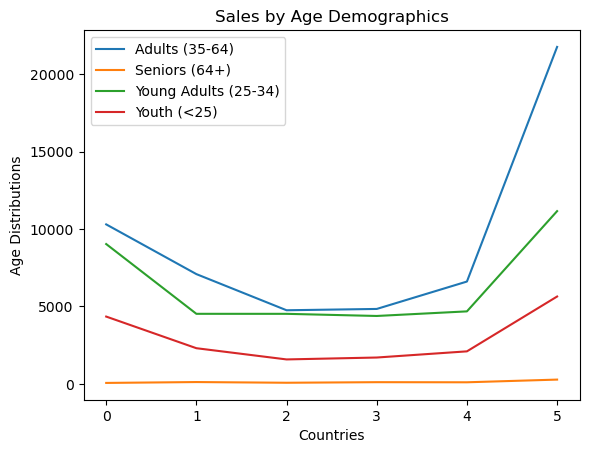 Sales by Age Demographics
Adults (35-64)
Seniors (64+)
Young Adults (25-34)
Youth (<25)
20000
15000
10000
5000
0
Age Distributions
0 1 2 3 4 5
Countries